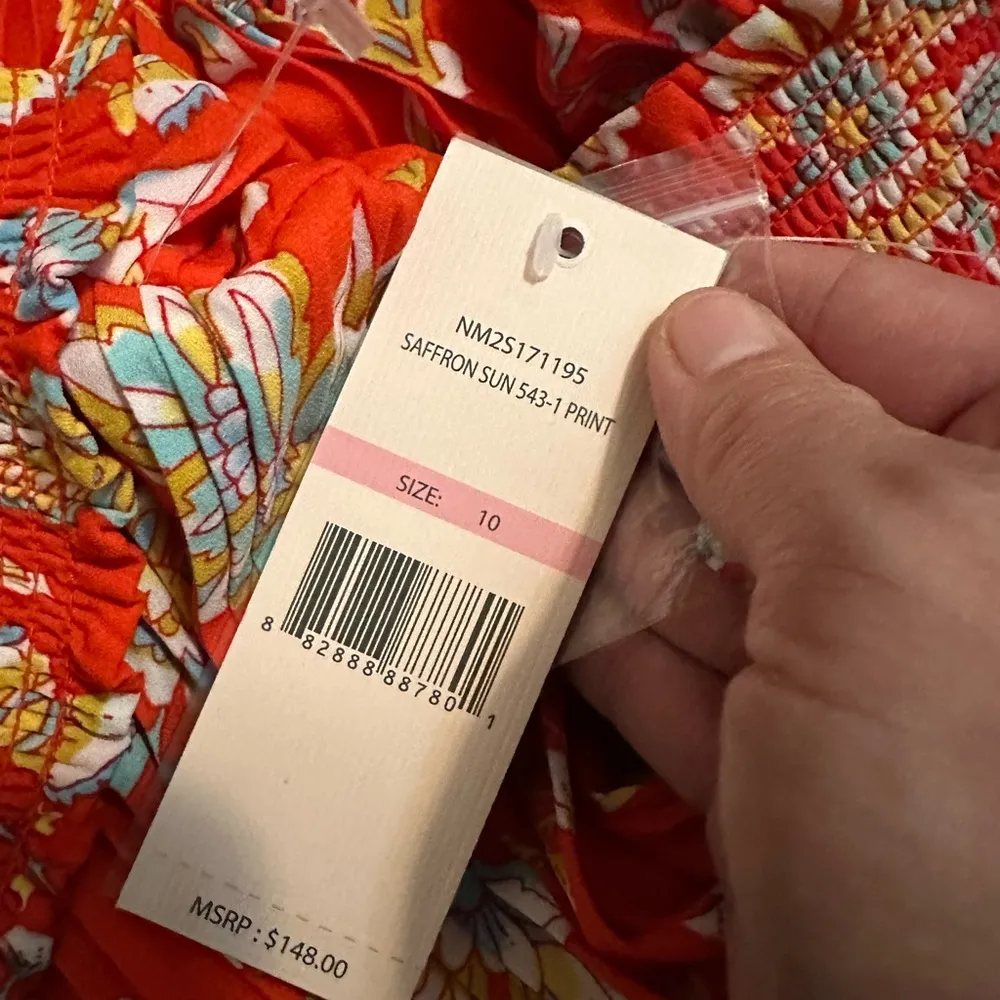 NM2S171195
SAFFRON SUN 543-1 PRINT
SIZE: 10
8 82888 88780 1
MSRP : $148.00